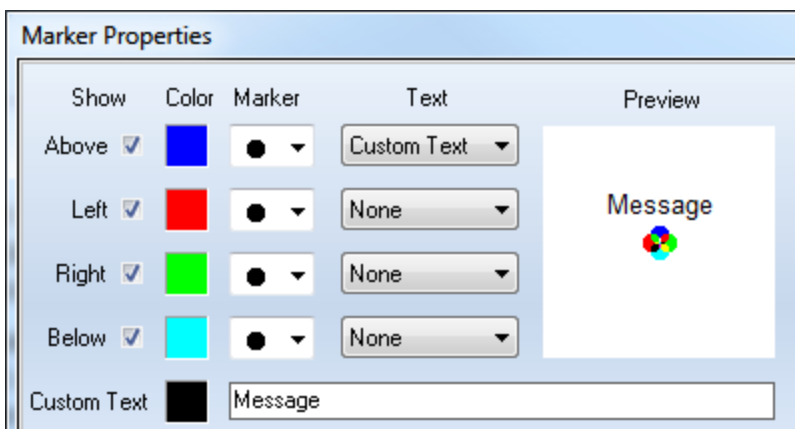 Marker Properties
Show Color Marker Text Preview
Above Custom Text
Left None
Message
Right None
Below None
Custom Text Message